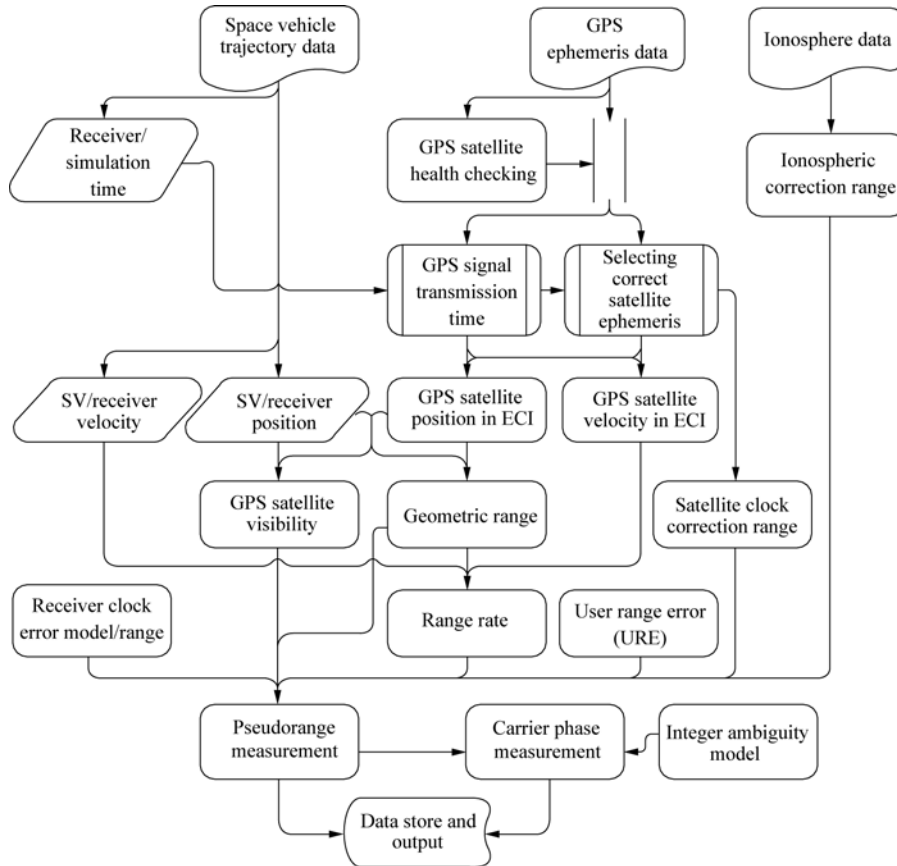 Space vehicle
trajectory data
GPS
ephemeris data
Ionosphere data
Receiver/
simulation
time
GPS satellite
health checking
Ionospheric
correction range
GPS signal
transmission
time
Selecting
correct
satellite
ephemeris
SV/receiver
velocity
SV/receiver
position
GPS satellite
position in ECI
GPS satellite
velocity in ECI
GPS satellite
visibility
Geometric range
Satellite clock
correction range
Receiver clock
error model/range
Range rate
User range error
(URE)
Pseudorange
measurement
Carrier phase
measurement
Integer ambiguity
model
Data store and
output